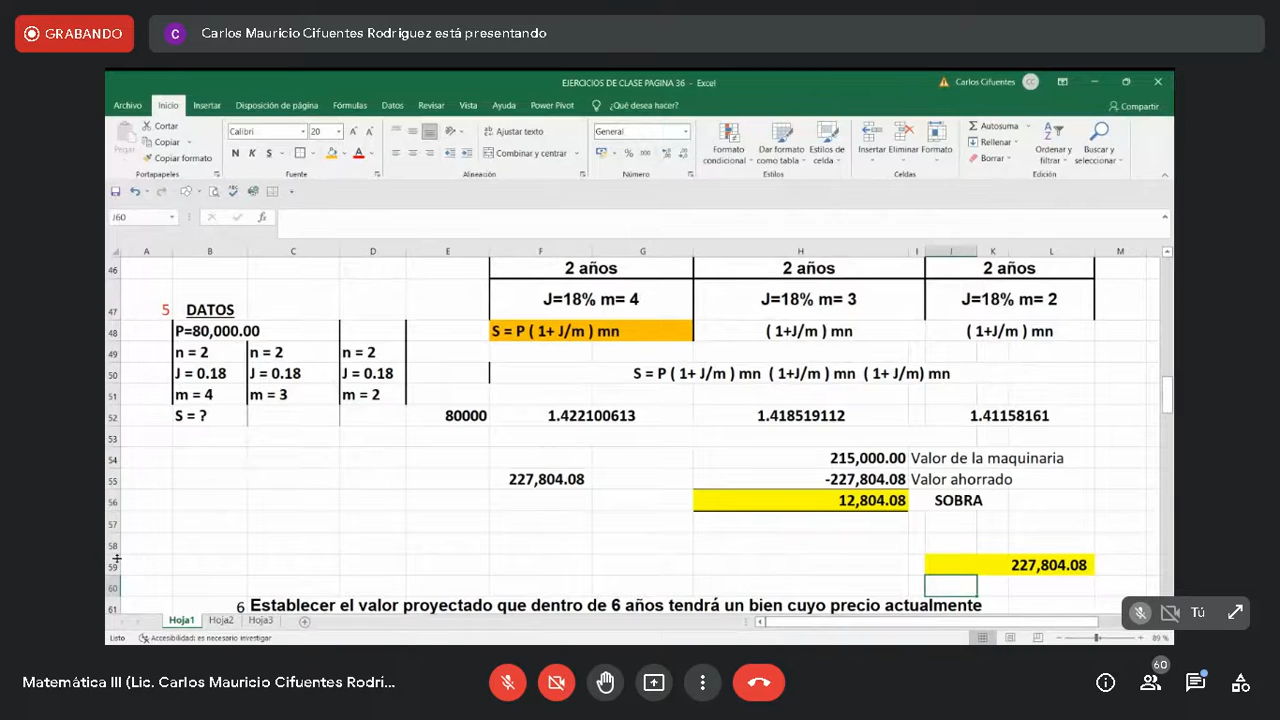 GRABANDO
C
Carlos Mauricio Cifuentes Rodriguez está presentando
EJERCICIOS DE CLASE PAGINA 36 - Excel
Carlos Cifuentes CC
Archivo Inicio Insertar Disposición de página Fórmulas Datos Revisar Vista Ayuda Power Pivot ¿Qué desea hacer? Compartir
Pegar
Cortar
Copiar
Copiar formato
Calibri 20
N K S
Ajustar texto
Combinar y centrar
General
% 000
Formato condicional
Dar formato como tabla
Estilos de celda
Insertar Eliminar Formato
Autosuma
Rellenar
Borrar
Ordenar y filtrar
Buscar y seleccionar
Portapapeles Fuente Alineación Número Estilos Celdas Edición
J60 fx
A B C D E F G H I J K L M
46 2 años 2 años 2 años
47 5 DATOS J=18% m= 4 J=18% m= 3 J=18% m= 2
48 P=80,000.00 S = P ( 1+ J/m ) mn ( 1+J/m ) mn ( 1+J/m ) mn
49 n = 2 n = 2 n = 2
50 J = 0.18 J = 0.18 J = 0.18 S = P ( 1+ J/m ) mn ( 1+J/m ) mn ( 1+ J/m) mn
51 m = 4 m = 3 m = 2
52 S = ? 80000 1.422100613 1.418519112 1.41158161
53
54 215,000.00 Valor de la maquinaria
55 227,804.08 -227,804.08 Valor ahorrado
56 12,804.08 SOBRA
57
58
59 227,804.08
60
61 6 Establecer el valor proyectado que dentro de 6 años tendrá un bien cuyo precio actualmente
Hoja1 Hoja2 Hoja3
Listo Accesibilidad: es necesario investigar 89 %
Tú
Matemática III (Lic. Carlos Mauricio Cifuentes Rodrí...
60